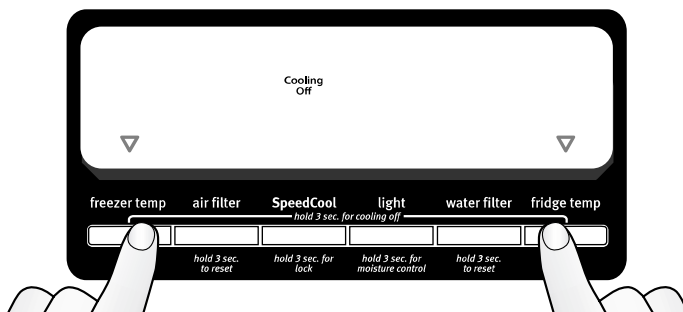 Cooling
Off
freezer temp air filter SpeedCool light water filter fridge temp
hold 3 sec. for cooling off
hold 3 sec. hold 3 sec. for hold 3 sec. for hold 3 sec.
to reset lock moisture control to reset